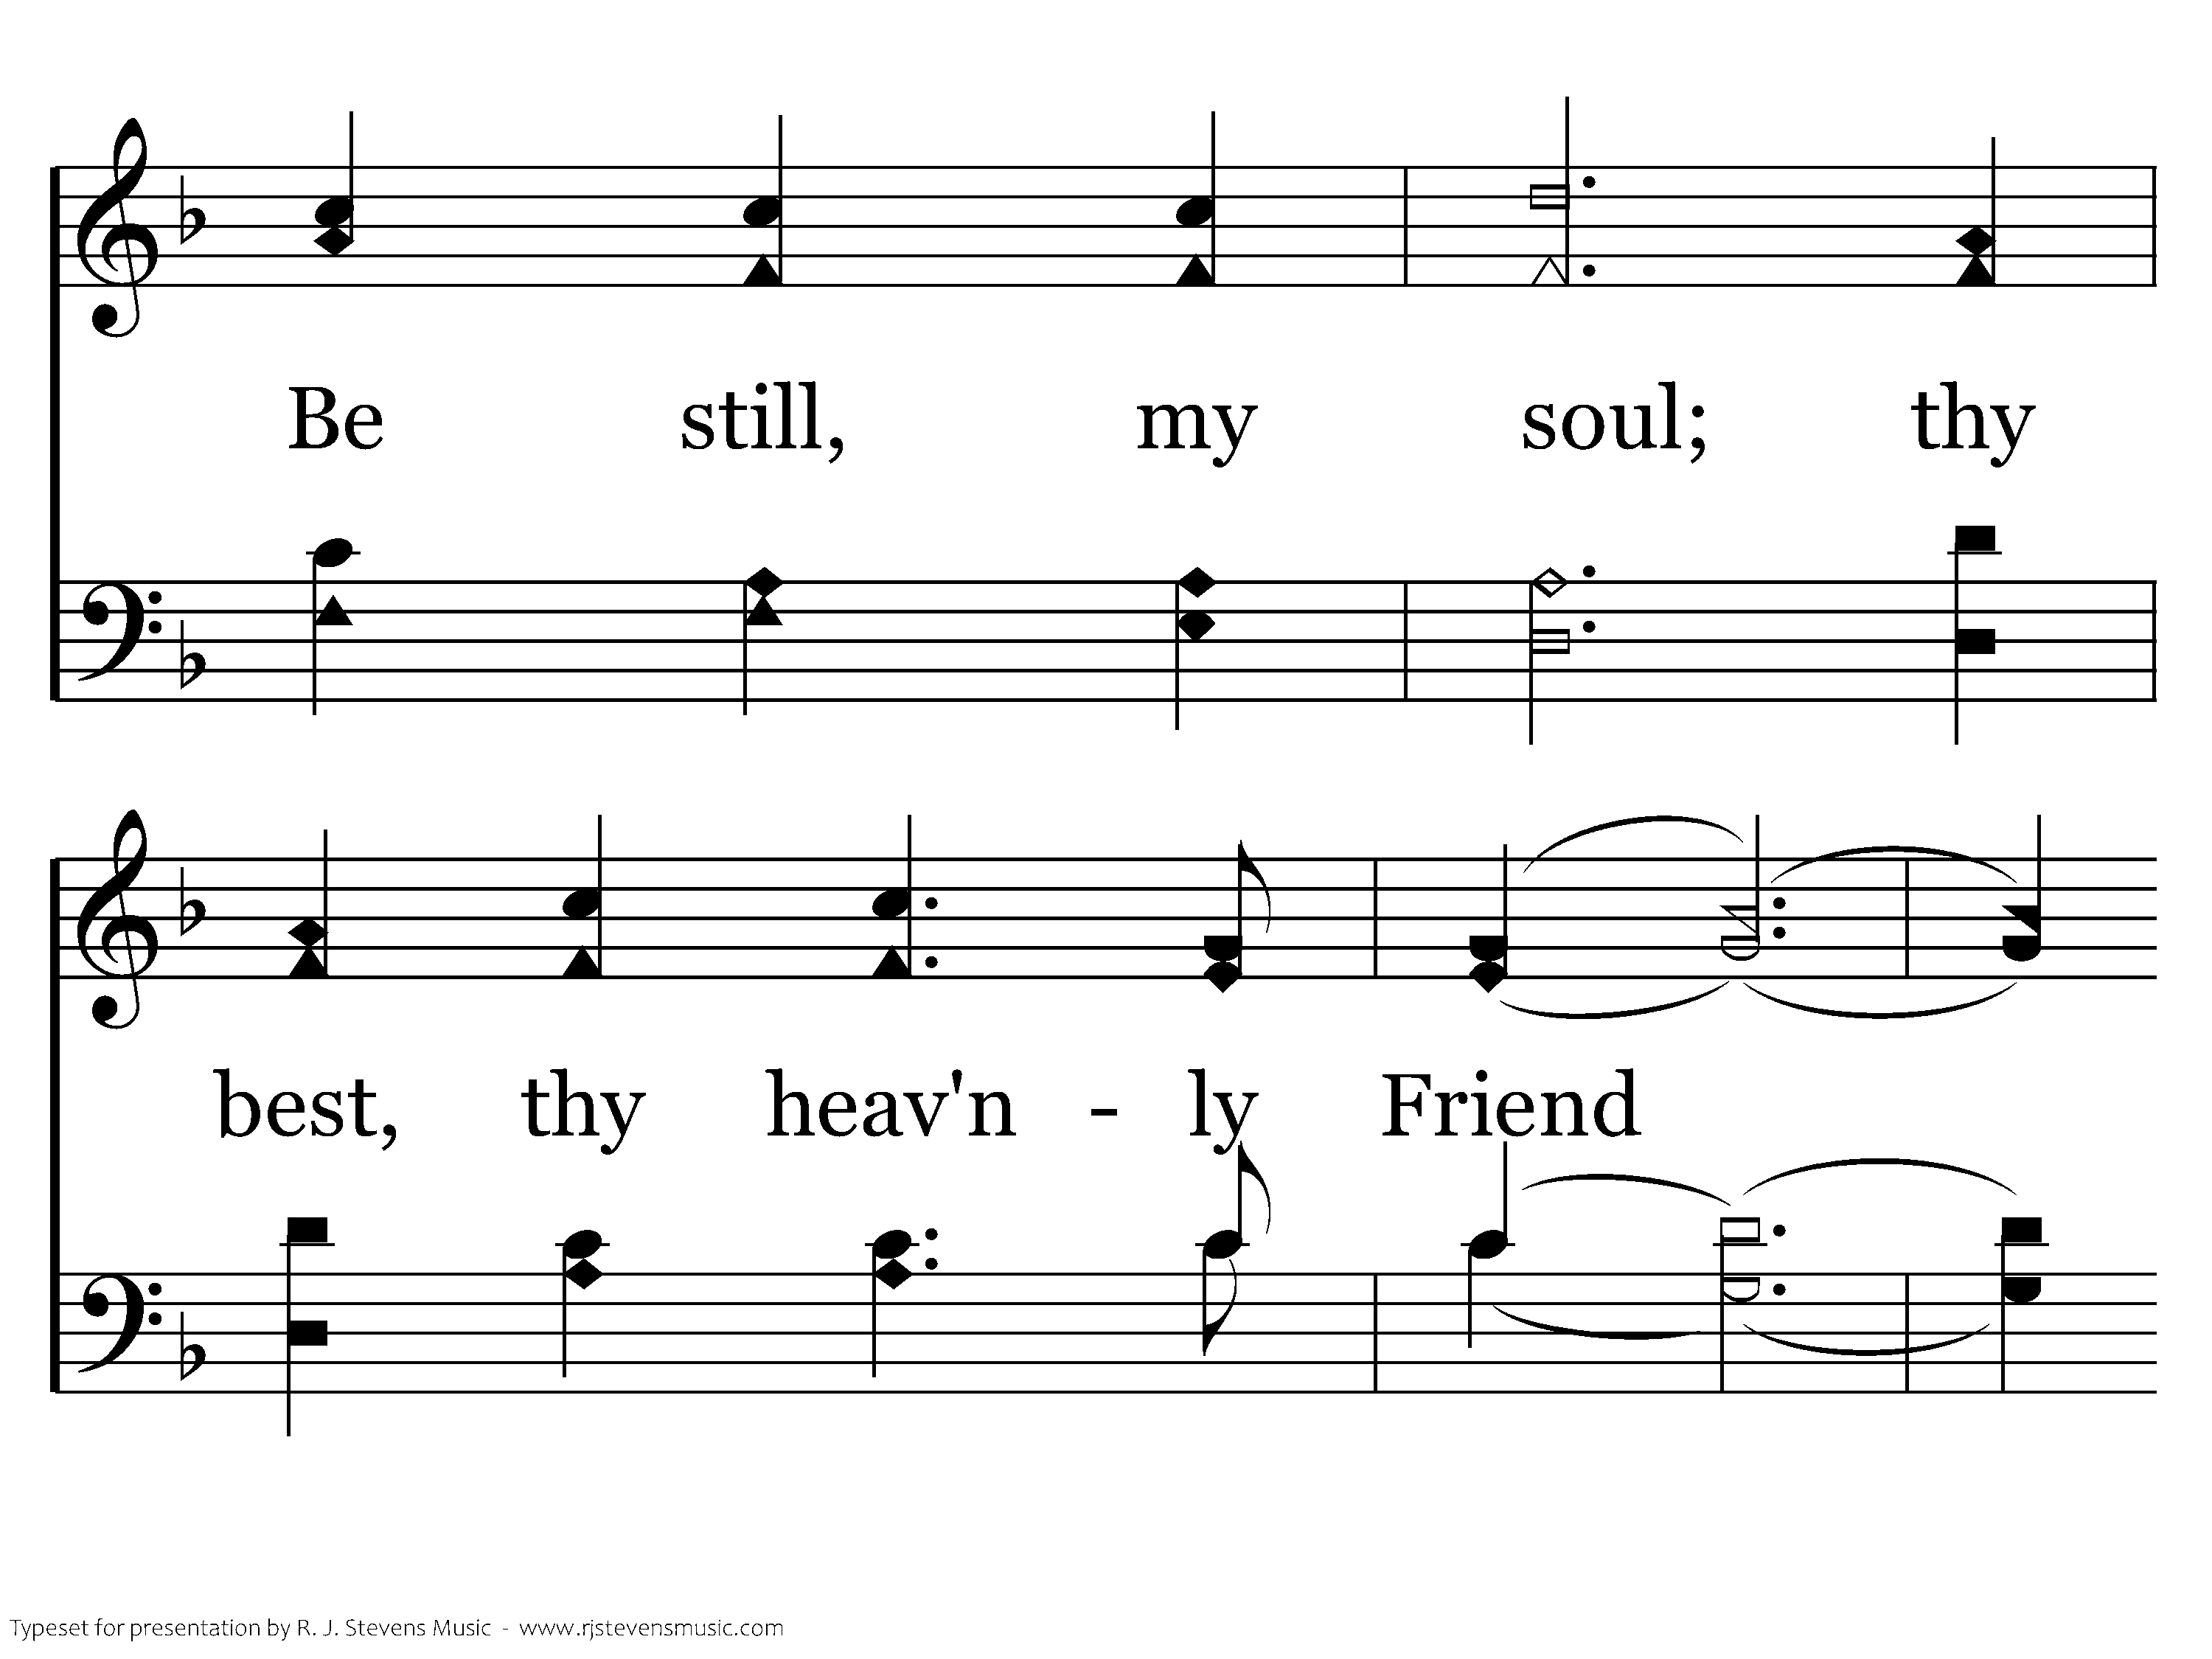 Be still, my soul; thy
best, thy heav'n - ly Friend
Typeset for presentation by R. J. Stevens Music - www.rjstevensmusic.com